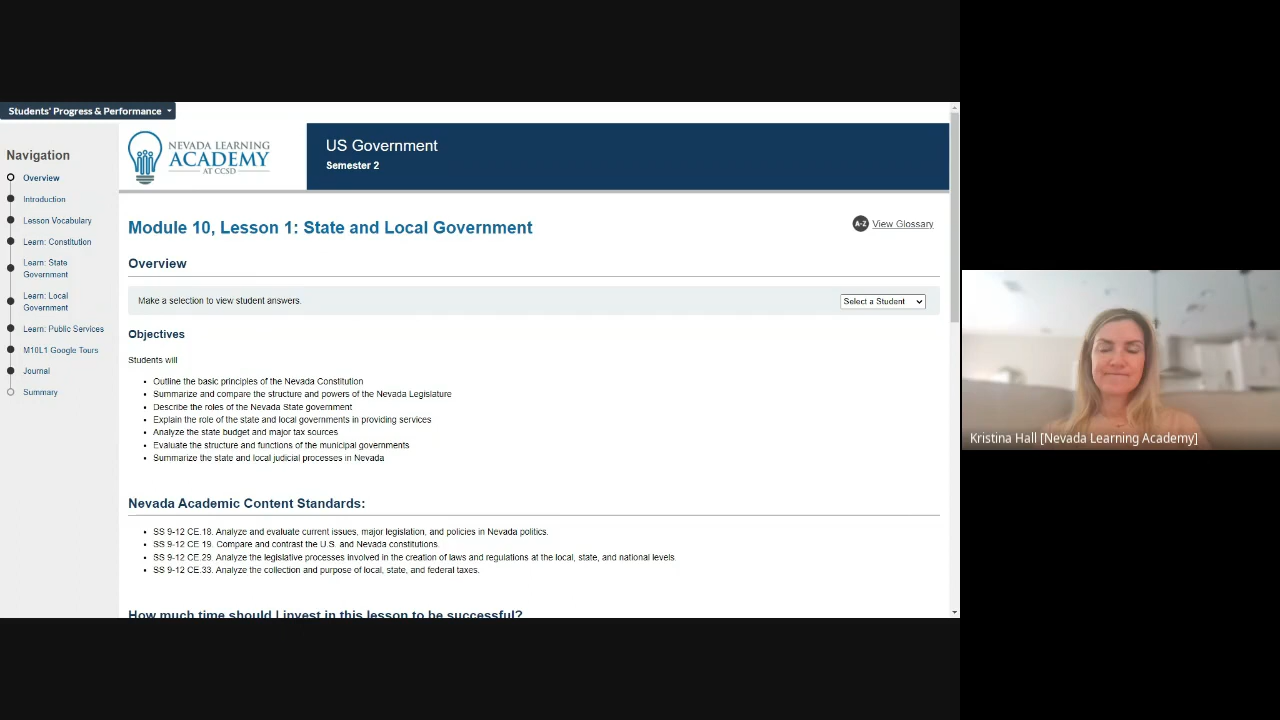 Students' Progress & Performance
Navigation
Overview
Introduction
Lesson Vocabulary
Learn: Constitution
Learn: State
Government
Learn: Local
Government
Learn: Public Services
M10L1 Google Tours
Journal
Summary
NEVADA LEARNING
ACADEMY
AT CCSD
US Government
Semester 2
Module 10, Lesson 1: State and Local Government
A-Z View Glossary
Overview
Make a selection to view student answers.
Select a Student
Objectives
Students will
Outline the basic principles of the Nevada Constitution
Summarize and compare the structure and powers of the Nevada Legislature
Describe the roles of the Nevada State government
Explain the role of the state and local governments in providing services
Analyze the state budget and major tax sources
Evaluate the structure and functions of the municipal governments
Summarize the state and local judicial processes in Nevada
Nevada Academic Content Standards:
SS 9-12 CE.18. Analyze and evaluate current issues, major legislation, and policies in Nevada politics.
SS 9-12 CE 19. Compare and contrast the U.S. and Nevada constitutions.
SS 9-12 CE.29. Analyze the legislative processes involved in the creation of laws and regulations at the local, state, and national levels.
SS 9-12 CE.33. Analyze the collection and purpose of local, state, and federal taxes.
How much time should I invest in this lesson to be successful?
Kristina Hall [Nevada Learning Academy]